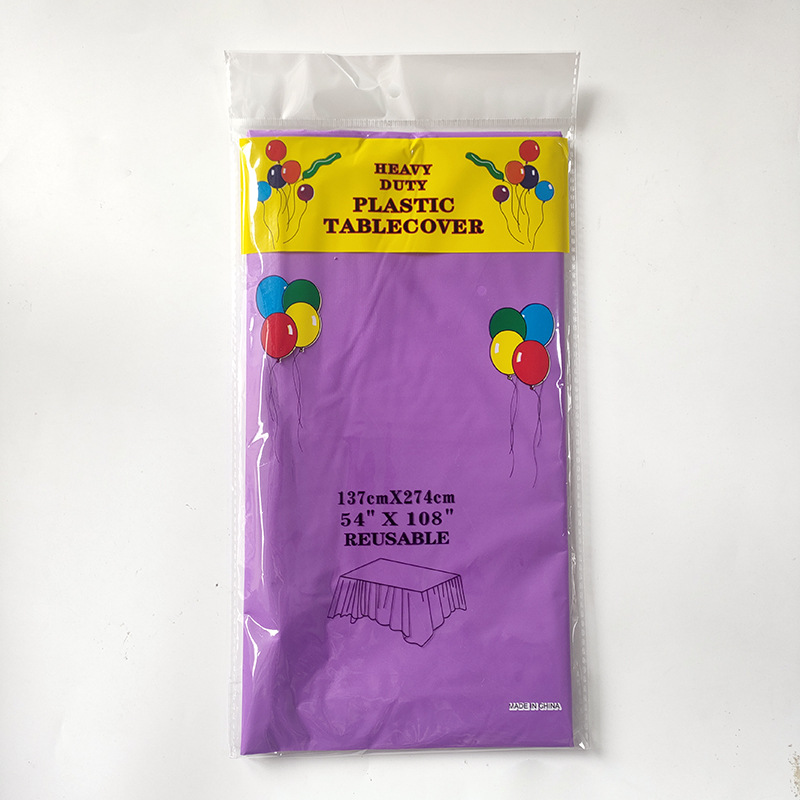 HEAVY
DUTY
PLASTIC
TABLECOVER
137cmX274cm
54" X 108"
REUSABLE
MADE IN CHINA